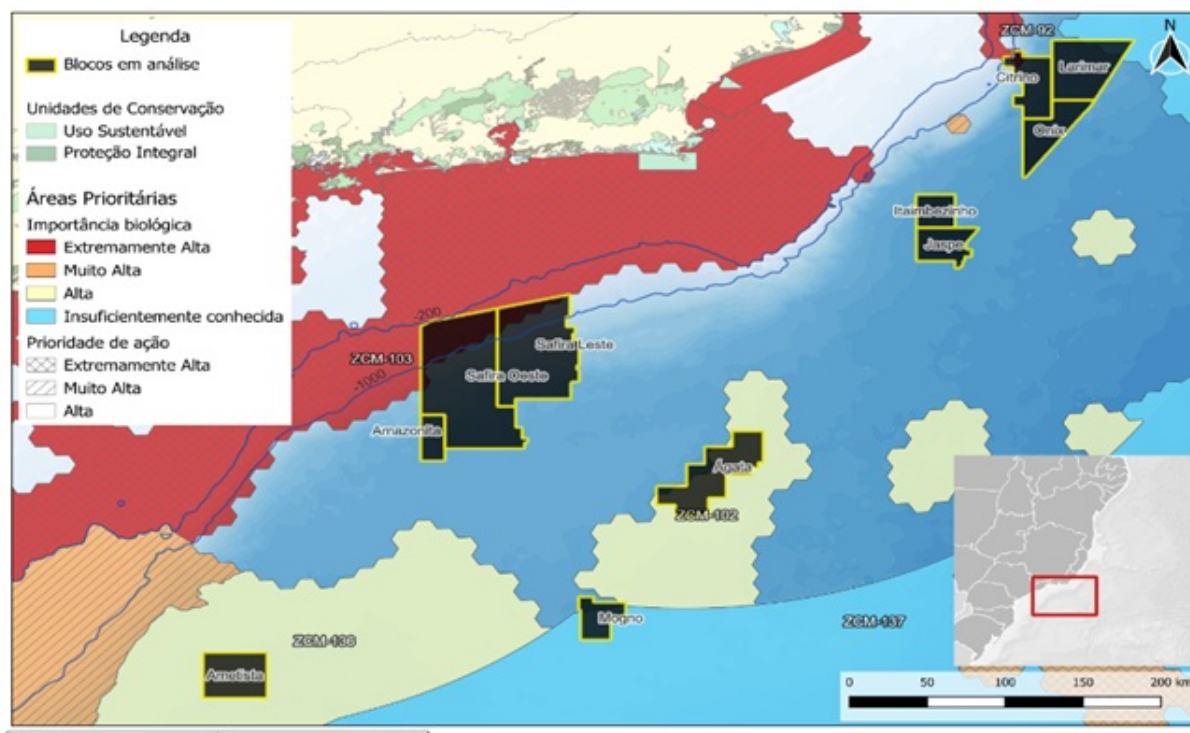 Legenda
Blocos em análise
Unidades de Conservação
Uso Sustentável
Proteção Integral
Áreas Prioritárias
Importância biológica
Extremamente Alta
Muito Alta
Alta
Insuficientemente conhecida
Prioridade de ação
Extremamente Alta
Muito Alta
Alta
ZCM-92
N
Citrino
Larimar
Onix
Itaimbezinho
Jaspe
-200
ZCM-103
-1000
Safira Leste
Safira Oeste
Amazonita
Ágata
ZCM-102
Mogno
ZCM-137
ZCM-136
Ametista
0 50 100 150 200 km